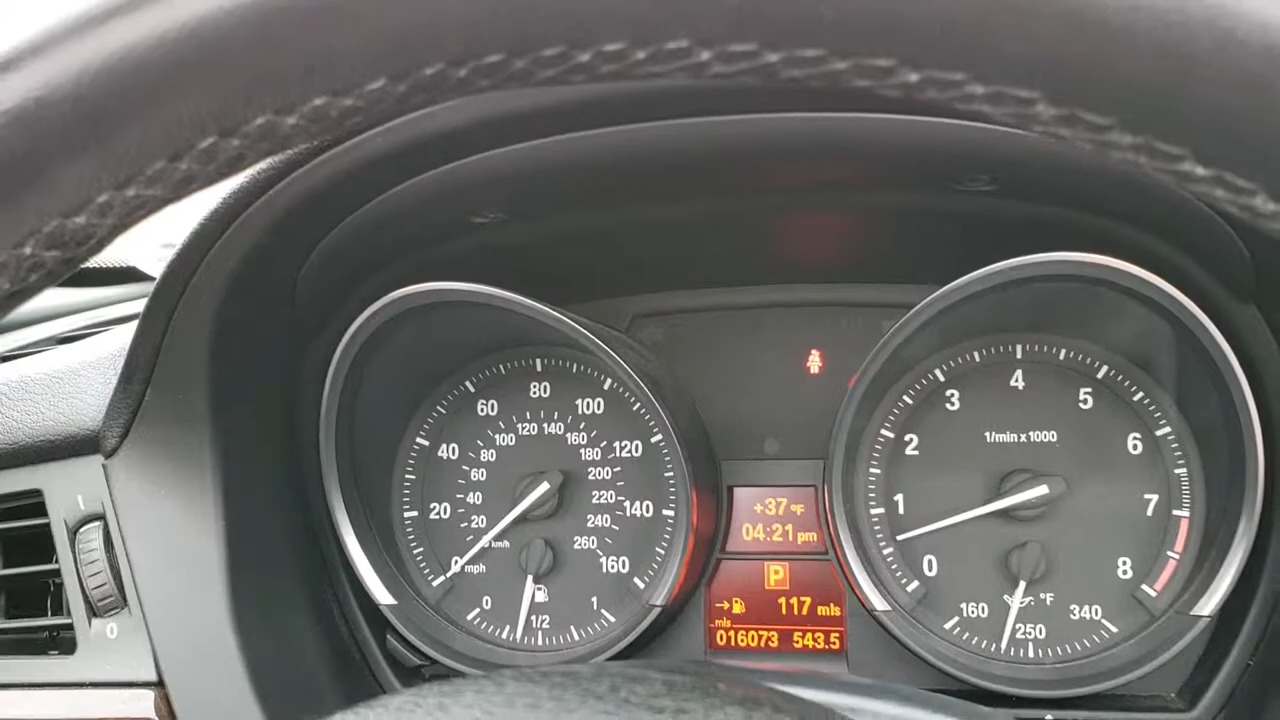 80
60 100
120 140
100 160
40 80 180 120
60 200
40 220
20 20 240 140
km/h 260
0 mph 160
0 1/2 1
+37 °F
04:21 pm
P
117 mls
mls
016073 543.5
4
3 5
1/min x 1000
2 6
1 7
0 8
°F
160 340
250
I
0